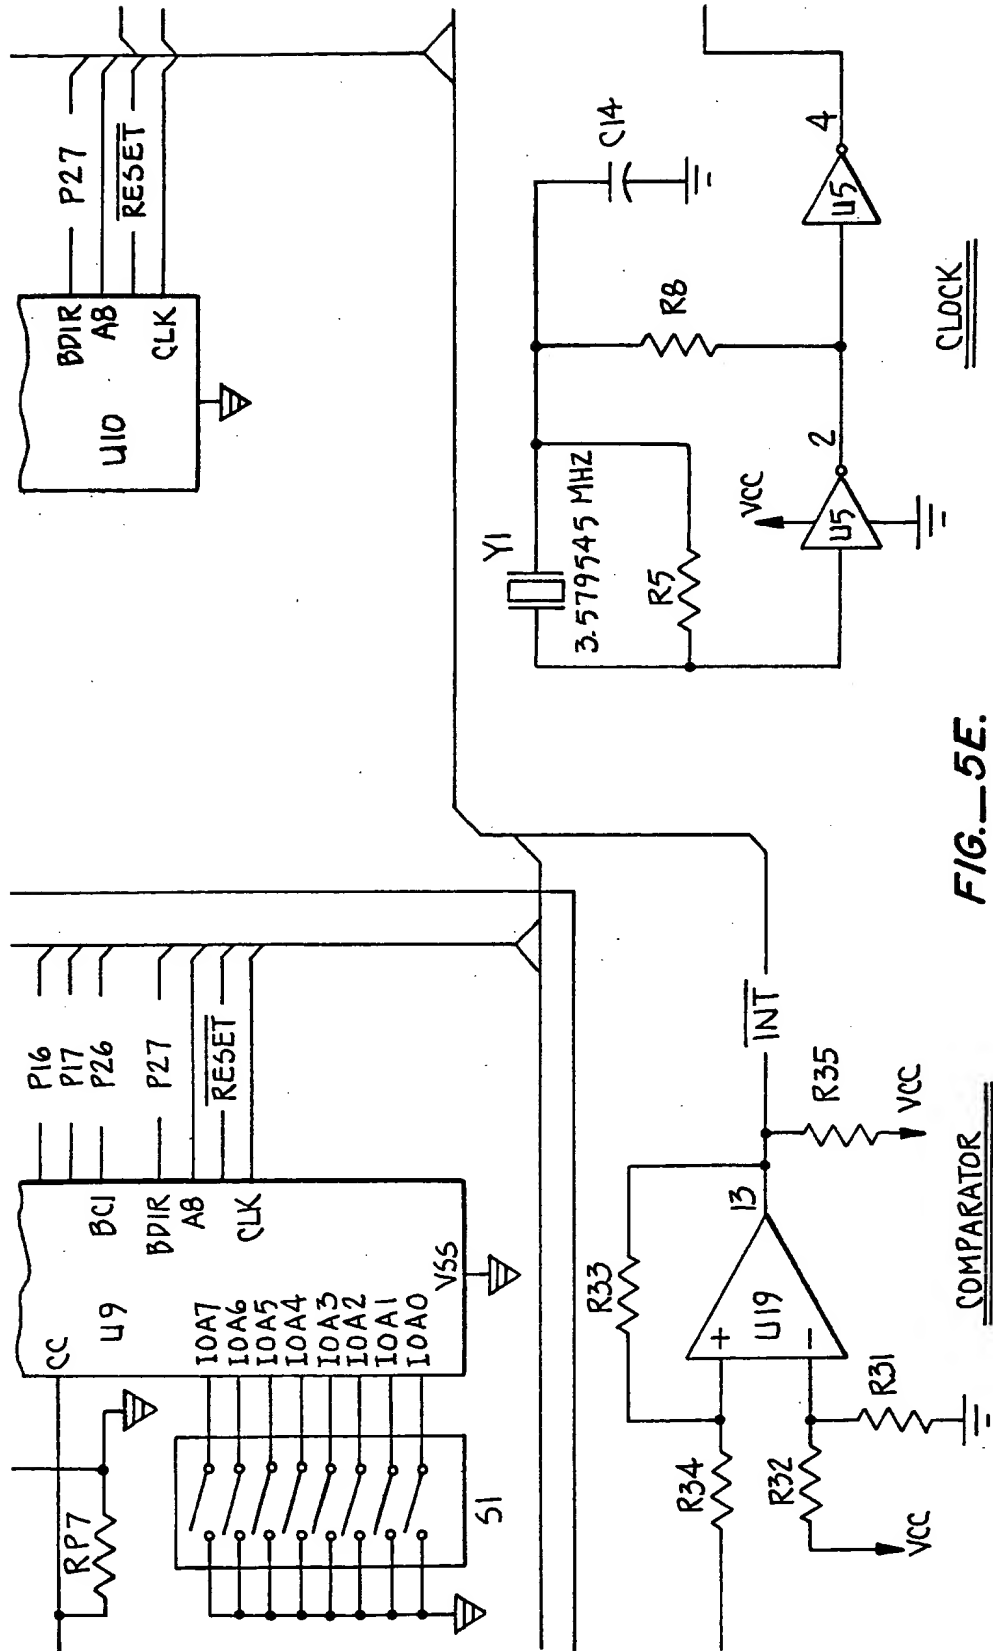 P27
RESET
BDIR
A8
CLK
U10
P16
P17
P26
P27
RESET
BC1
BDIR
A8
CLK
CC
U9
VSS
IOA7
IOA6
IOA5
IOA4
IOA3
IOA2
IOA1
IOA0
RP7
S1
Y1
3.579545 MHZ
C14
R8
R5
VCC
U5
2
U5
4
CLOCK
INT
R33
R34
R32
R31
R35
VCC
VCC
+
-
U19
13
COMPARATOR
FIG._5E.